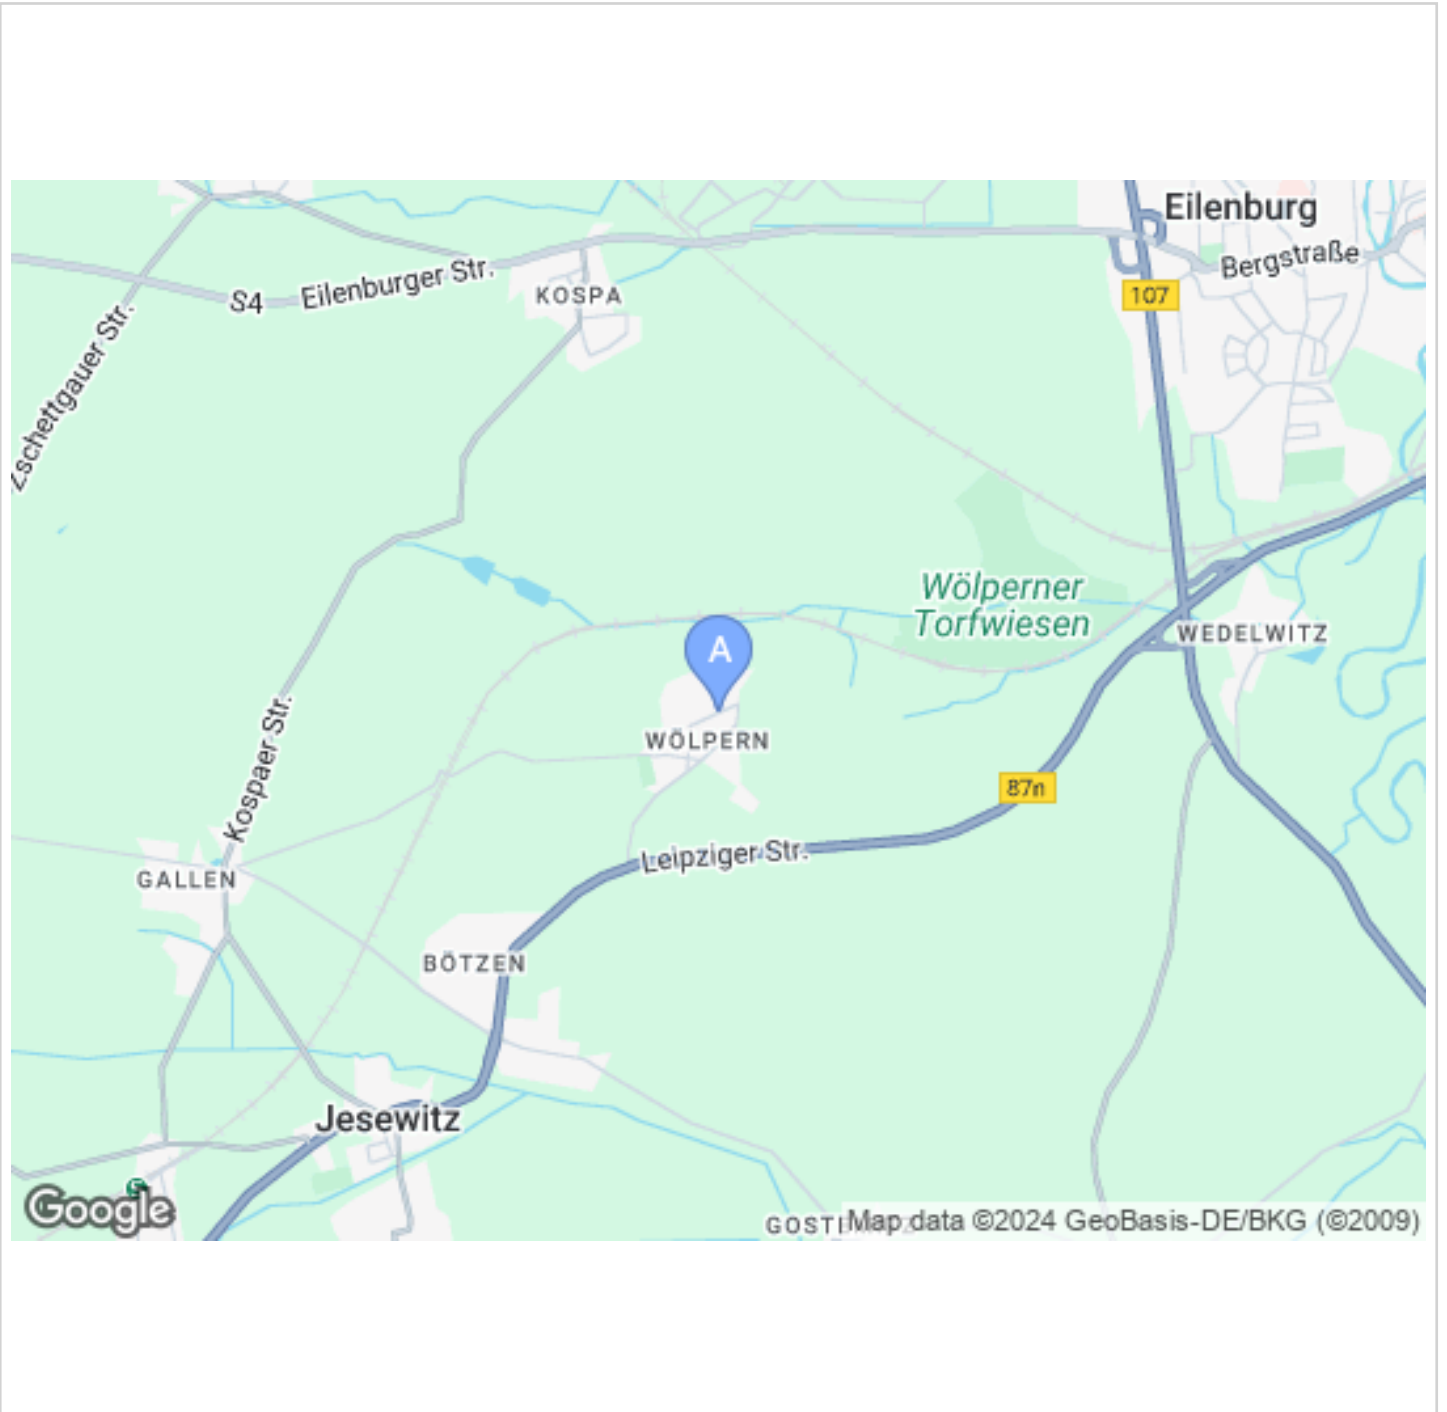 Eilenburg
Bergstraße
Eilenburger Str.
S4
KOSPA
107
Zschettgauer Str.
Wölperner
Torfwiesen
WEDELWITZ
A
WÖLPERN
Kospaer Str.
87n
Leipziger Str.
GALLEN
BÖTZEN
Jesewitz
Google
Map data ©2024 GeoBasis-DE/BKG (©2009)